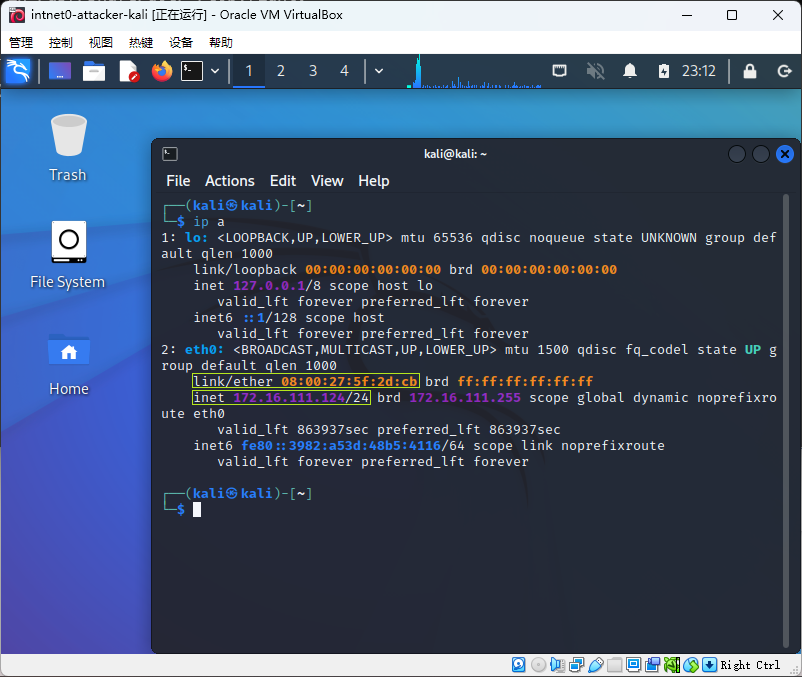 intnet0-attacker-kali [正在运行] - Oracle VM VirtualBox
管理 控制 视图 热键 设备 帮助
1 2 3 4 23:12
Trash
File System
Home
kali@kali: ~
File Actions Edit View Help
┌──(kali㉿kali)-[~]
└─$ ip a
1: lo: <LOOPBACK,UP,LOWER_UP> mtu 65536 qdisc noqueue state UNKNOWN group def
ault qlen 1000
link/loopback 00:00:00:00:00:00 brd 00:00:00:00:00:00
inet 127.0.0.1/8 scope host lo
valid_lft forever preferred_lft forever
inet6 ::1/128 scope host
valid_lft forever preferred_lft forever
2: eth0: <BROADCAST,MULTICAST,UP,LOWER_UP> mtu 1500 qdisc fq_codel state UP g
roup default qlen 1000
link/ether 08:00:27:5f:2d:cb brd ff:ff:ff:ff:ff:ff
inet 172.16.111.124/24 brd 172.16.111.255 scope global dynamic noprefixro
ute eth0
valid_lft 863937sec preferred_lft 863937sec
inet6 fe80::3982:a53d:48b5:4116/64 scope link noprefixroute
valid_lft forever preferred_lft forever
┌──(kali㉿kali)-[~]
└─$
Right Ctrl